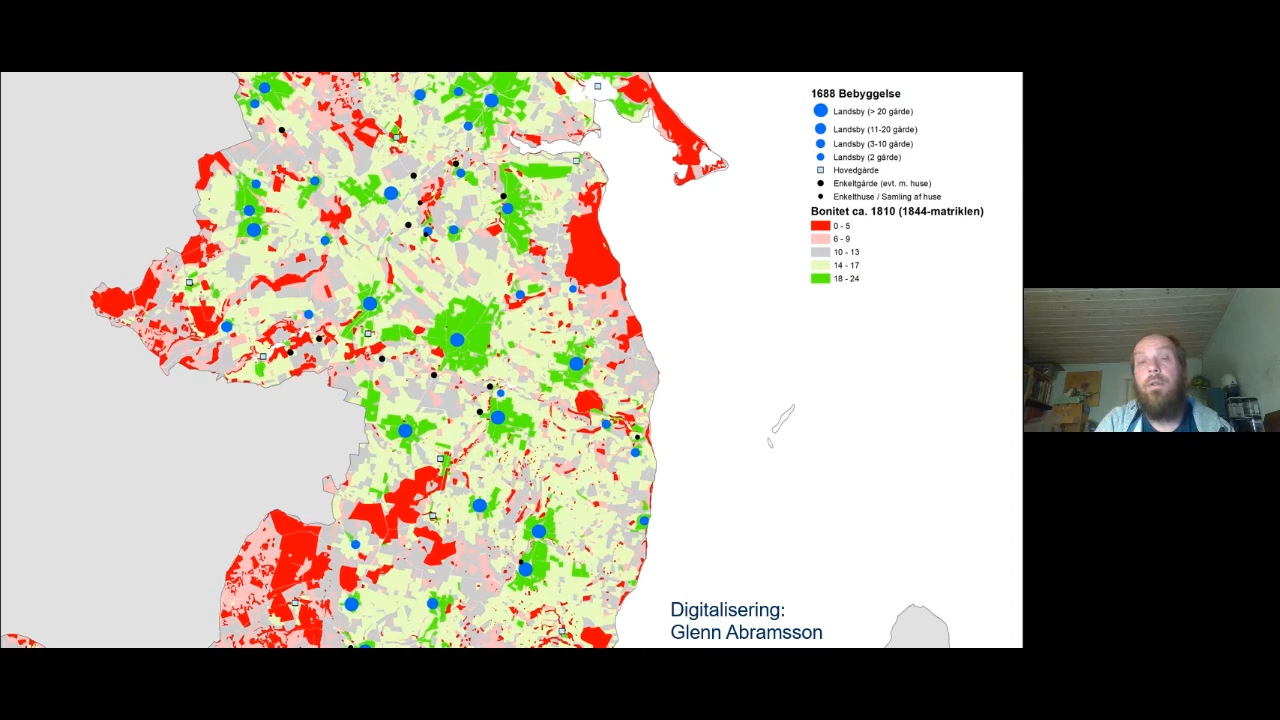 1688 Bebyggelse
Landsby (> 20 gårde)
Landsby (11-20 gårde)
Landsby (3-10 gårde)
Landsby (2 gårde)
Hovedgårde
Enkeltgårde (evt. m. huse)
Enkelthuse / Samling af huse
Bonitet ca. 1810 (1844-matriklen)
0 - 5
6 - 9
10 - 13
14 - 17
18 - 24
Digitalisering:
Glenn Abramsson